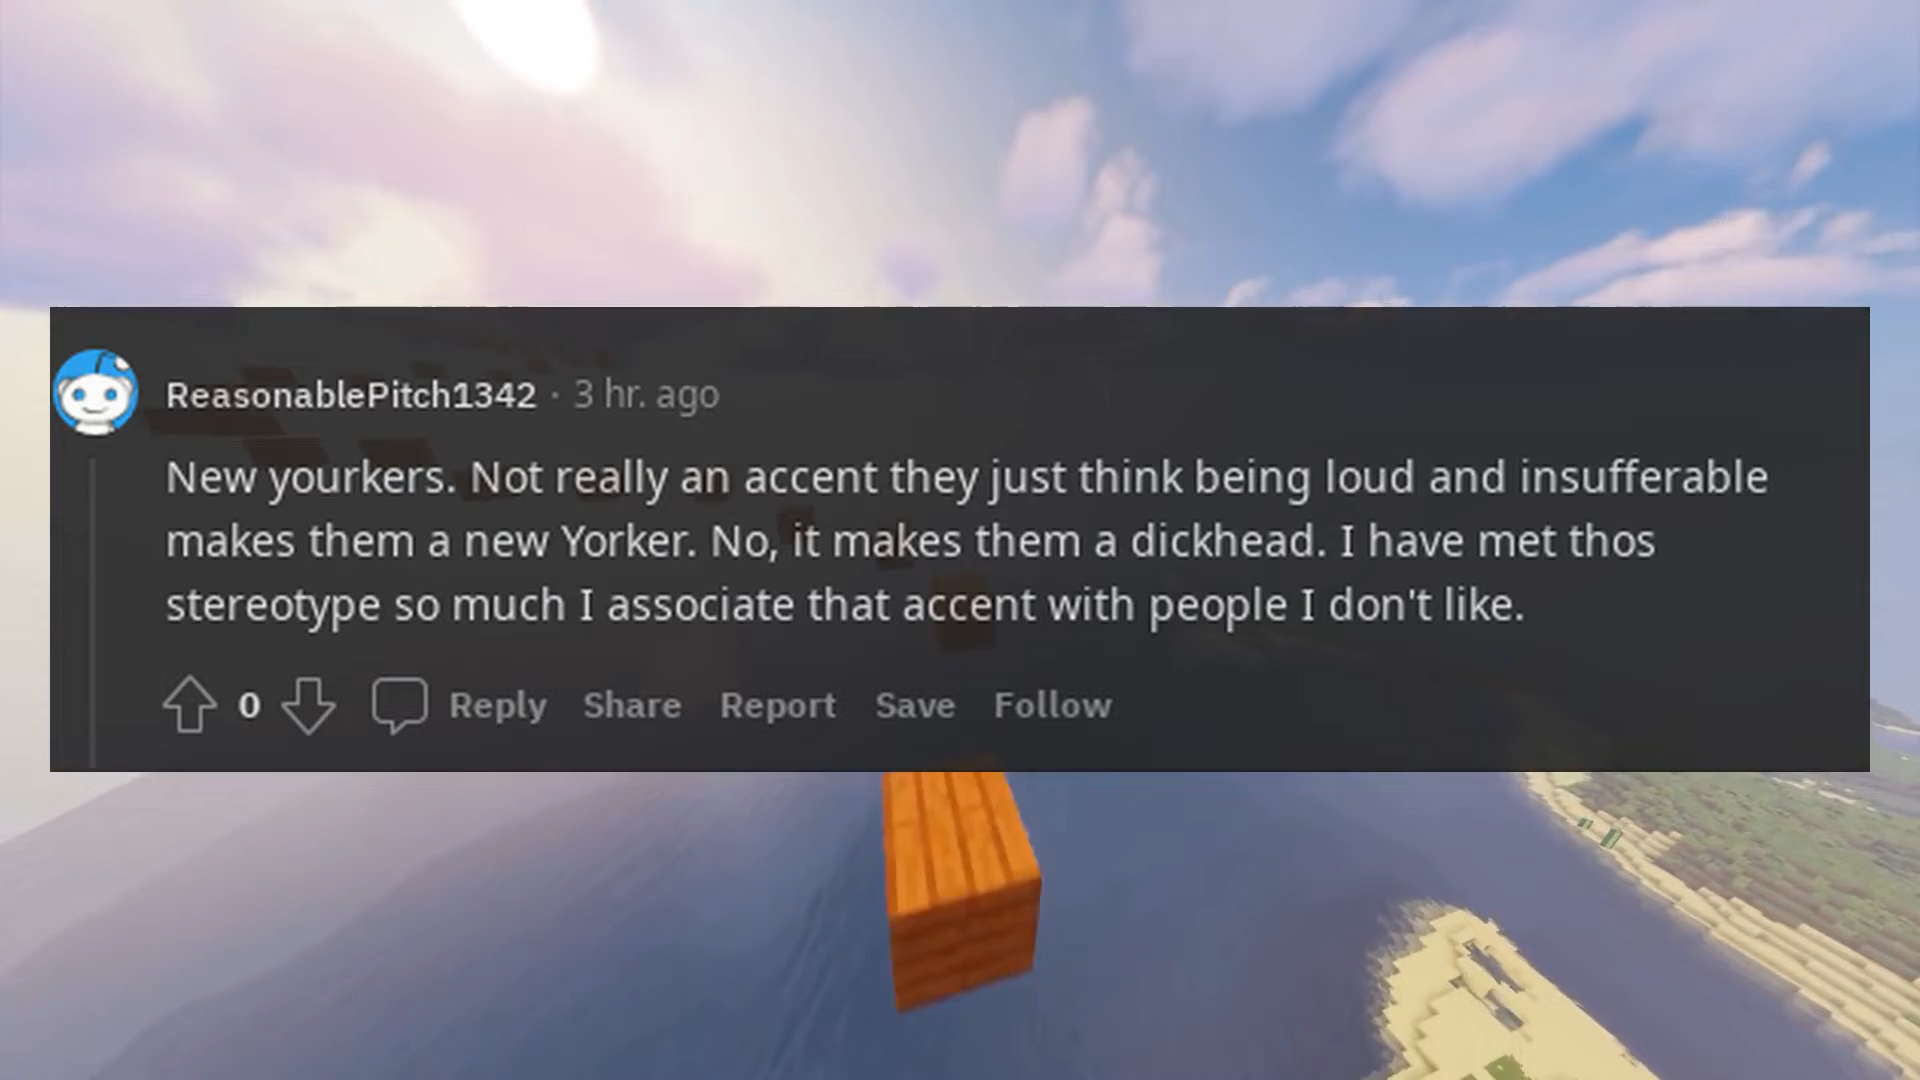 ReasonablePitch1342 · 3 hr. ago
New yourkers. Not really an accent they just think being loud and insufferable
makes them a new Yorker. No, it makes them a dickhead. I have met thos
stereotype so much I associate that accent with people I don't like.
0 Reply Share Report Save Follow